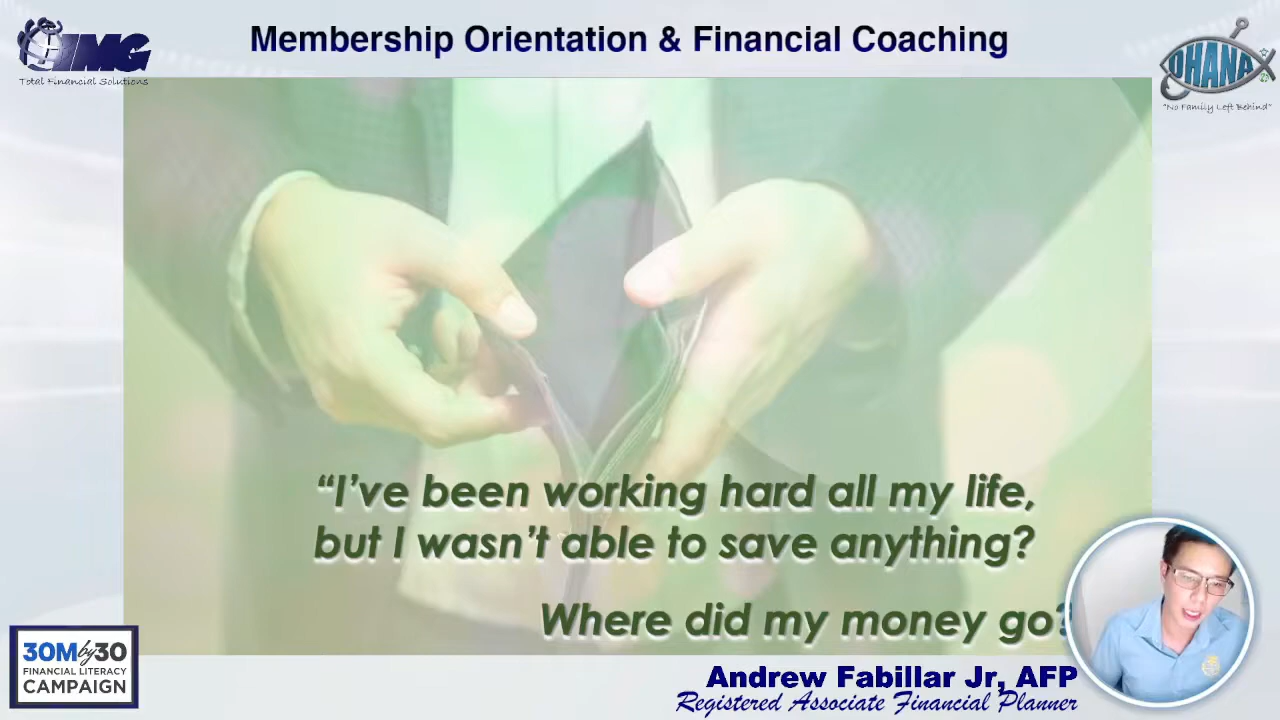 Membership Orientation & Financial Coaching
IMG
Total Financial Solutions
OHANA
"No Family Left Behind"
“I’ve been working hard all my life,
but I wasn’t able to save anything?
Where did my money go?
30M by 30
FINANCIAL LITERACY
CAMPAIGN
Andrew Fabillar Jr, AFP
Registered Associate Financial Planner